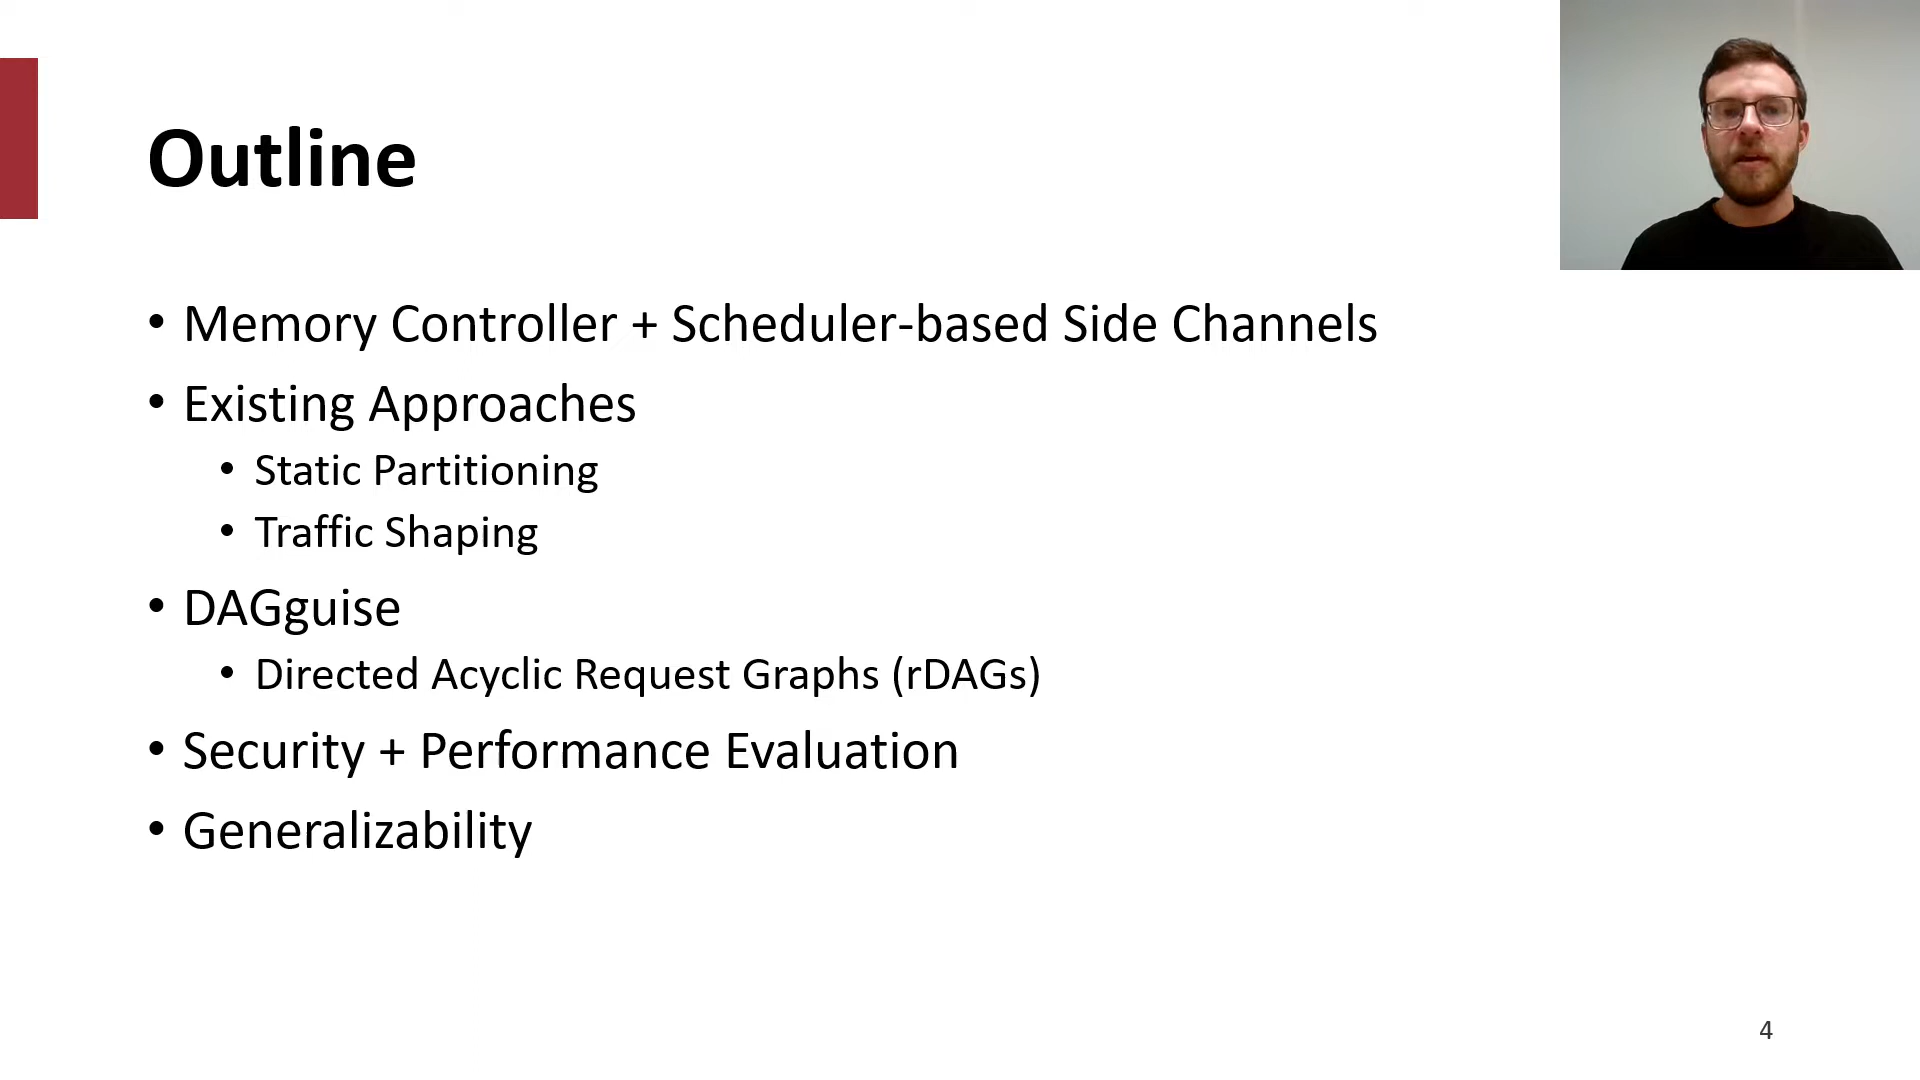 Outline
• Memory Controller + Scheduler-based Side Channels
• Existing Approaches
• Static Partitioning
• Traffic Shaping
• DAGguise
• Directed Acyclic Request Graphs (rDAGs)
• Security + Performance Evaluation
• Generalizability
4